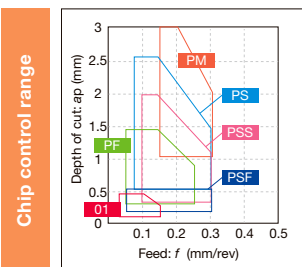 Chip control range
Depth of cut: ap (mm)
3
2.5
2
1.5
1
0.5
0
PM
PS
PSS
PF
PSF
01
0.1 0.2 0.3 0.4 0.5
Feed: f (mm/rev)